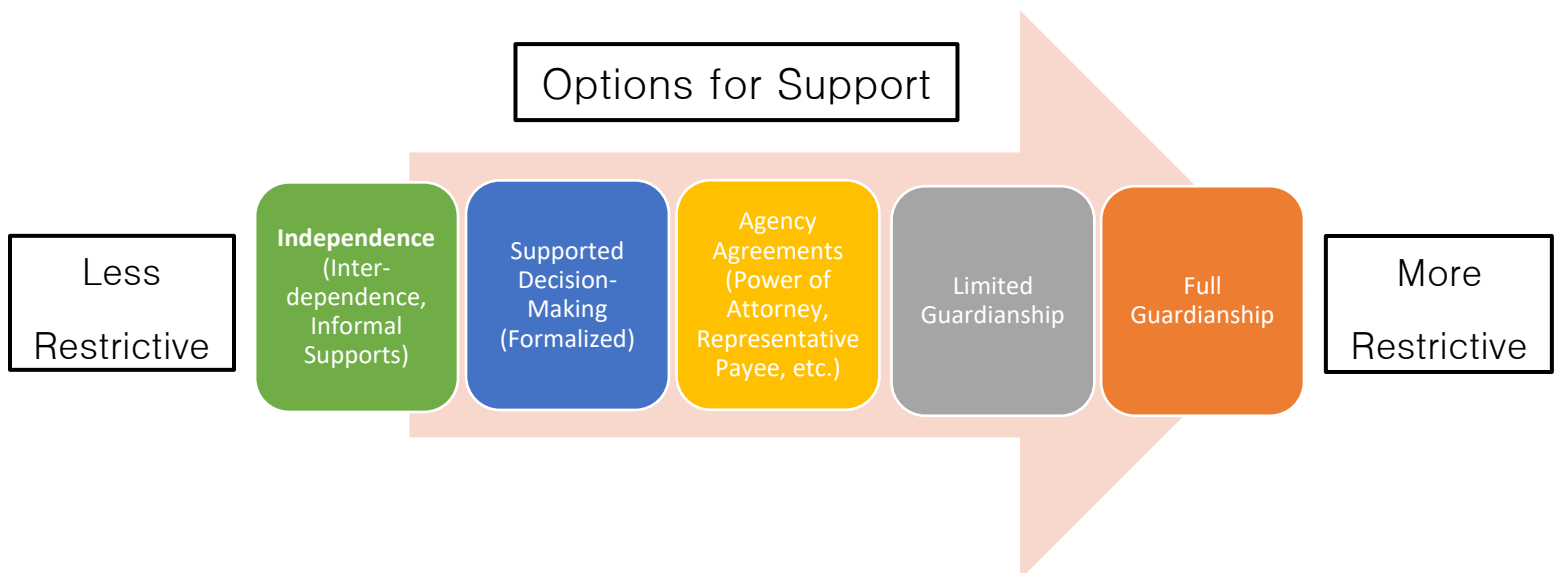 Options for Support
Less
Restrictive
Independence
(Inter-
dependence,
Informal
Supports)
Supported
Decision-
Making
(Formalized)
Agency
Agreements
(Power of
Attorney,
Representative
Payee, etc.)
Limited
Guardianship
Full
Guardianship
More
Restrictive